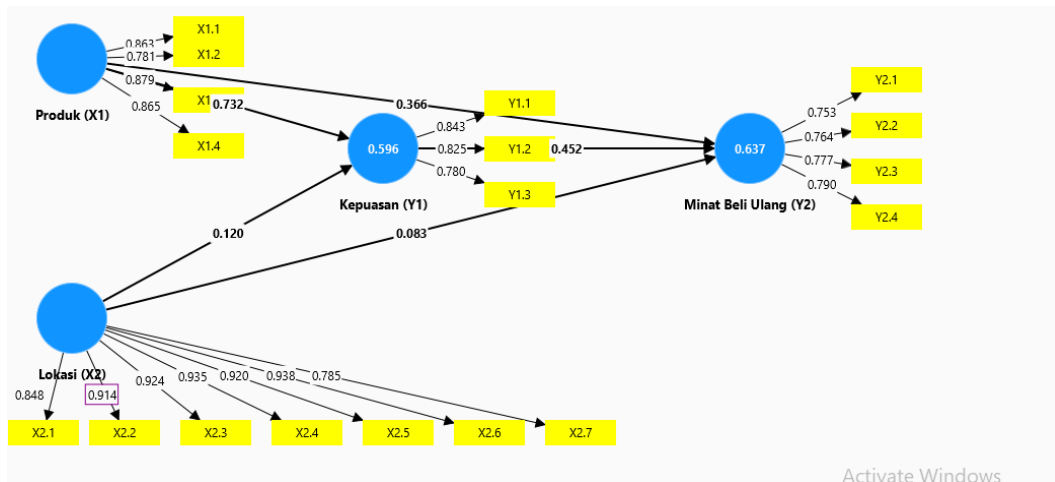 X1.1
0.863
X1.2
0.781
0.879
Produk (X1)
0.865
X1
0.732
X1.4
0.366
Y1.1
0.843
0.596
0.825
Y1.2
0.452
0.780
Y1.3
Kepuasan (Y1)
0.637
Minat Beli Ulang (Y2)
Y2.1
0.753
Y2.2
0.764
0.777
Y2.3
0.790
Y2.4
0.120
0.083
Lokasi (X2)
0.848
0.914
0.924
0.935
0.920
0.938
0.785
X2.1
X2.2
X2.3
X2.4
X2.5
X2.6
X2.7
Activate Windows